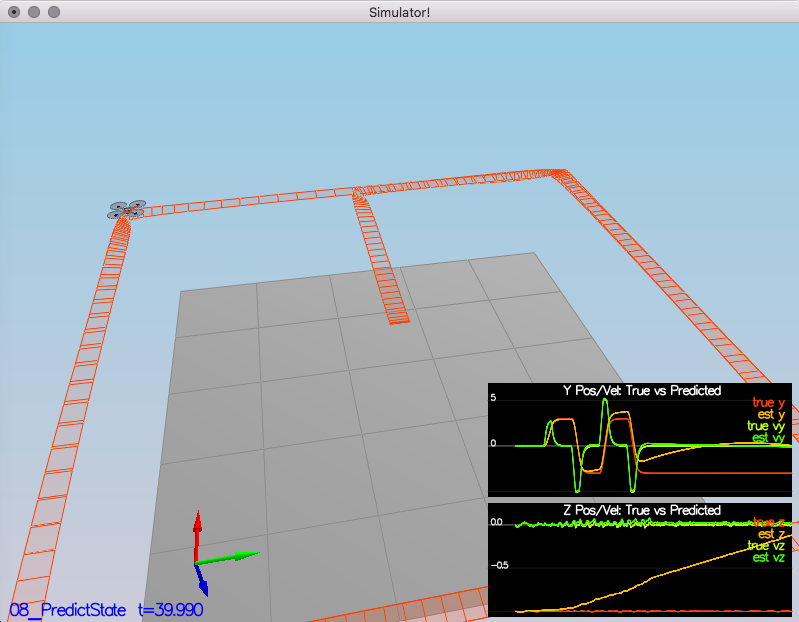 Simulator!
Y Pos/Vel: True vs Predicted
5
true y
est y
true vy
0
est vy
Z Pos/Vel: True vs Predicted
0.0
true z
est z
true vz
est vz
-0.5
08_PredictState t=39.990